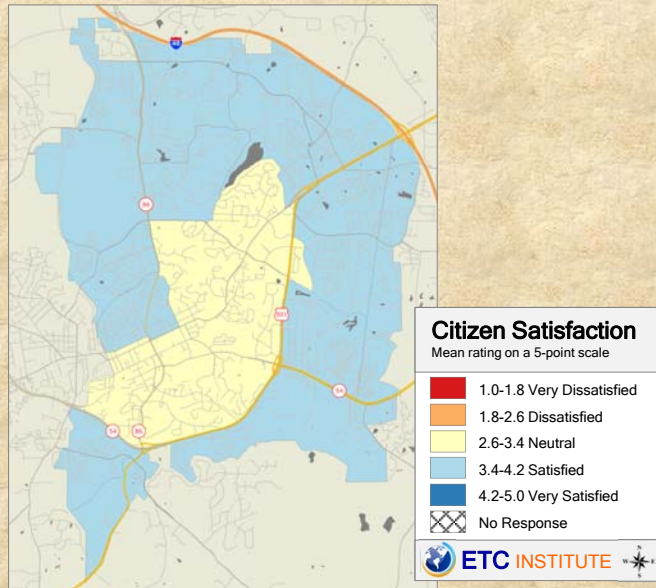 40
86
501
54
54
86
Citizen Satisfaction
Mean rating on a 5-point scale
1.0-1.8 Very Dissatisfied
1.8-2.6 Dissatisfied
2.6-3.4 Neutral
3.4-4.2 Satisfied
4.2-5.0 Very Satisfied
No Response
ETC INSTITUTE
N
W E
S